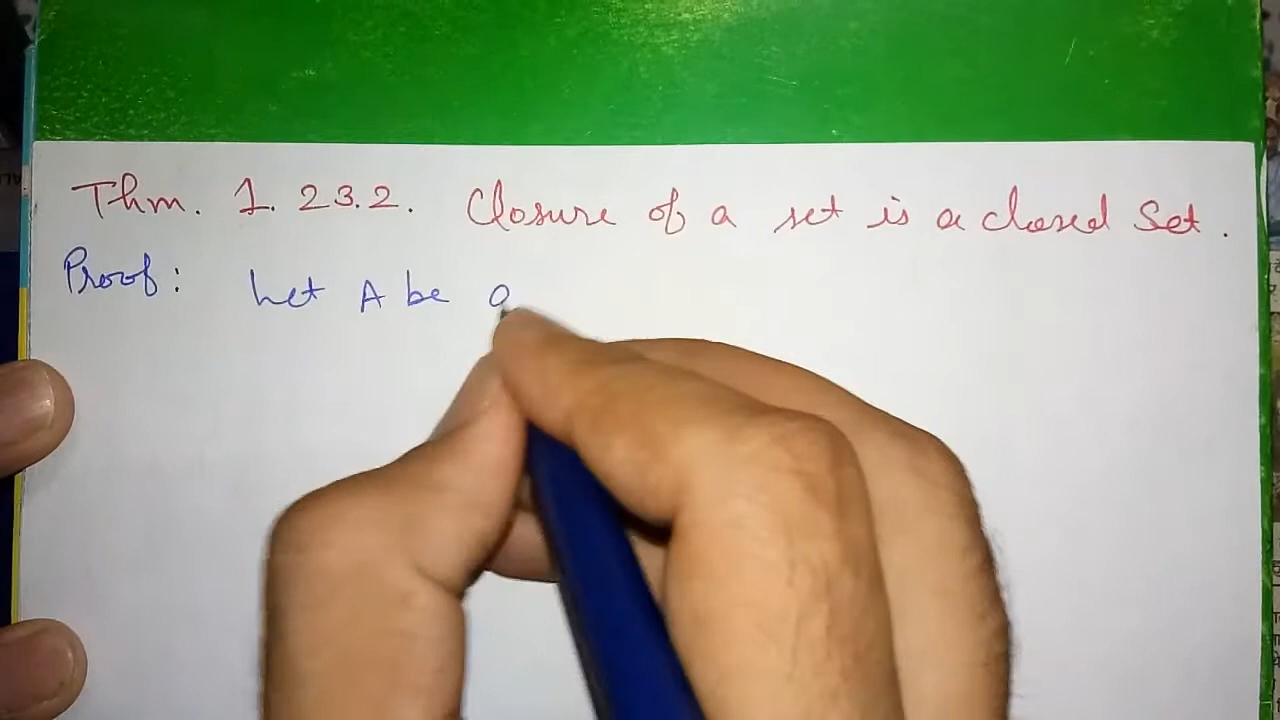 Thm. 1.23.2. Closure of a set is a closed set.
Proof: Let A be a